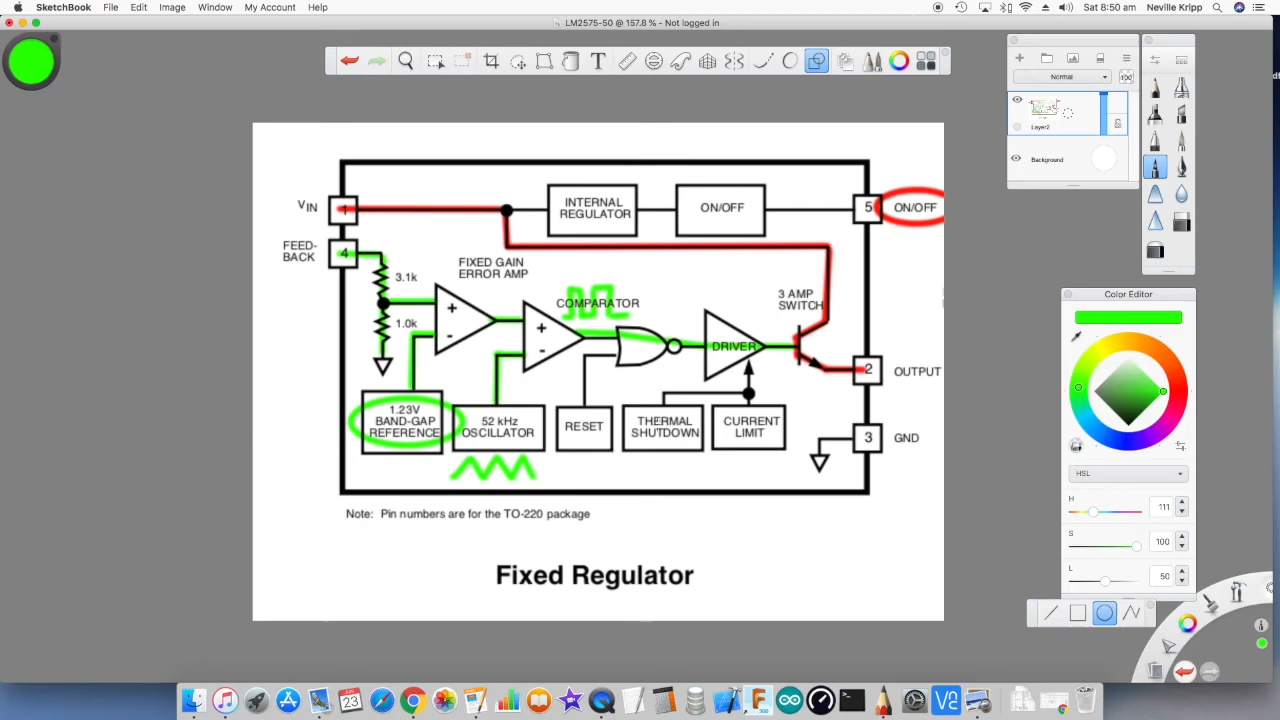 SketchBook File Edit Image Window My Account Help
Sat 8:50 am Neville Kripp
LM2575-50 @ 157.8 % - Not logged in
Normal
100
Layer2
Background
VIN
1
INTERNAL
REGULATOR
ON/OFF
5
ON/OFF
FEED-
BACK
4
3.1k
1.0k
FIXED GAIN
ERROR AMP
+
-
COMPARATOR
+
-
DRIVER
3 AMP
SWITCH
2
OUTPUT
1.23V
BAND-GAP
REFERENCE
52 kHz
OSCILLATOR
RESET
THERMAL
SHUTDOWN
CURRENT
LIMIT
3
GND
Note: Pin numbers are for the TO-220 package
Fixed Regulator
Color Editor
HSL
H
111
S
100
L
50
JUN
23